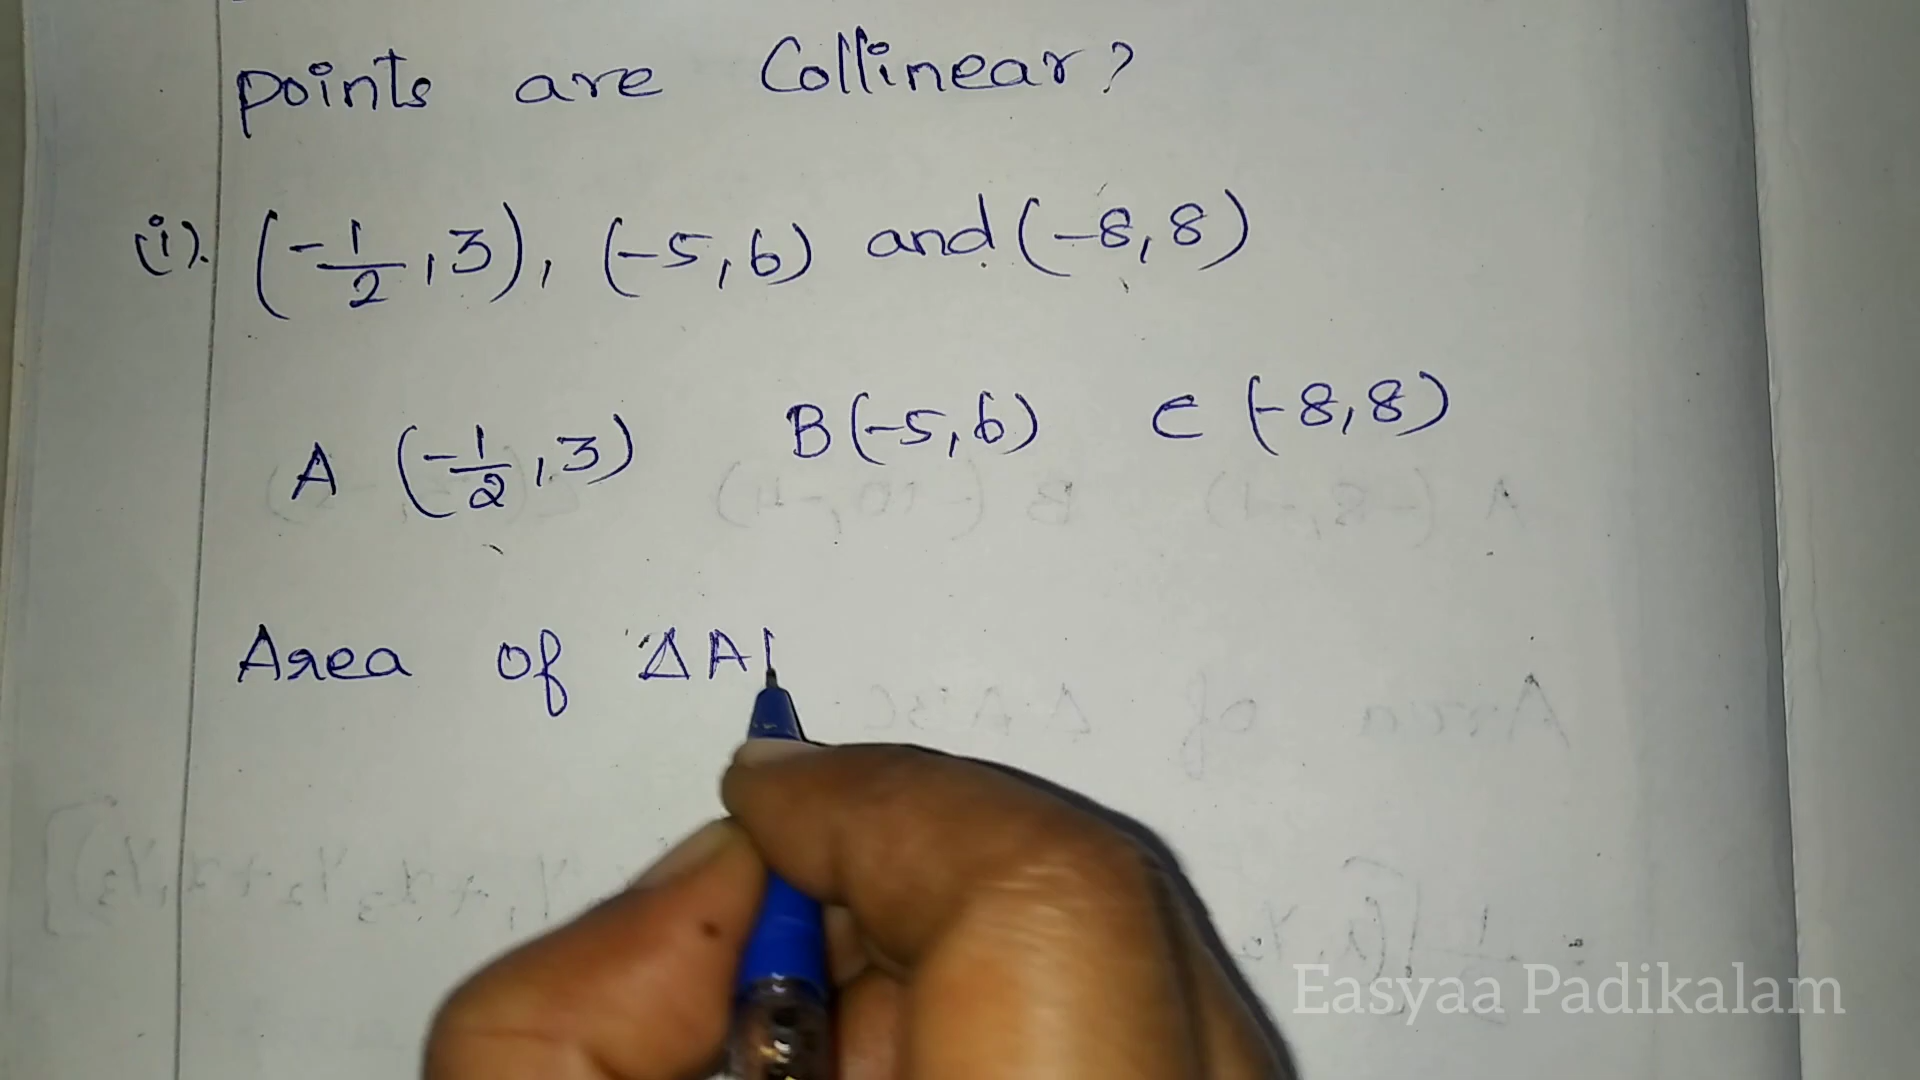 points are Collinear?
(i). (-1/2, 3), (-5, 6) and (-8, 8)
A (-1/2, 3) B (-5, 6) C (-8, 8)
Area of ΔA
Easyaa Padikalam